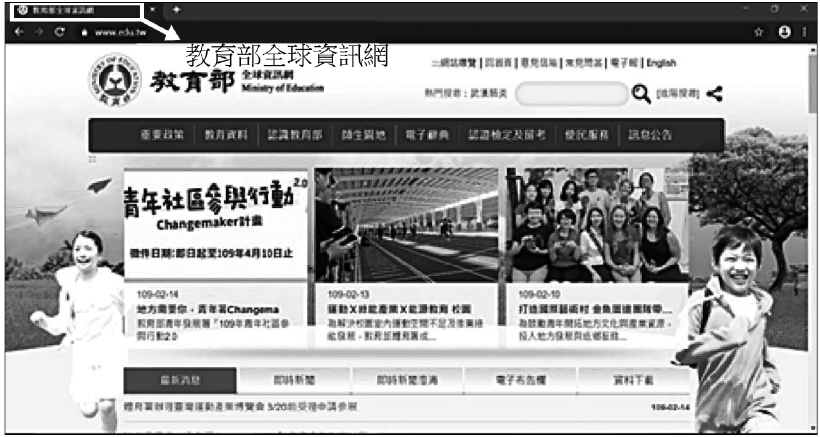 教育部全球資訊網
www.edu.tw
教育部全球資訊網
:::網站導覽 | 回首頁 | 意見信箱 | 常見問答 | 電子報 | English
教育部 全球資訊網
Ministry of Education
熱門搜尋：武漢肺炎
[進階搜尋]
重要政策 | 教育資料 | 認識教育部 | 師生園地 | 電子辭典 | 認證檢定及留考 | 便民服務 | 訊息公告
青年社區參與行動 2.0
Changemaker計畫
徵件日期:即日起至109年4月10日止
109-02-14
地方需要你，青年署Changema
教育部青年發展署「109年青年社區參
與行動2.0
109-02-13
運動X綠能產業X能源教育 校園
為解決校園室內運動空間不足及推廣綠
能發展，教育部體育署成...
109-02-10
打造國際藝術村 金魚厝邊團隊帶...
為鼓勵青年開拓地方文化與產業資源，
投入地方發展與返鄉服務...
最新消息
即時新聞
即時新聞澄清
電子布告欄
資料下載
體育署辦理臺灣運動產業博覽會 3/20前受理申請參展
109-02-14